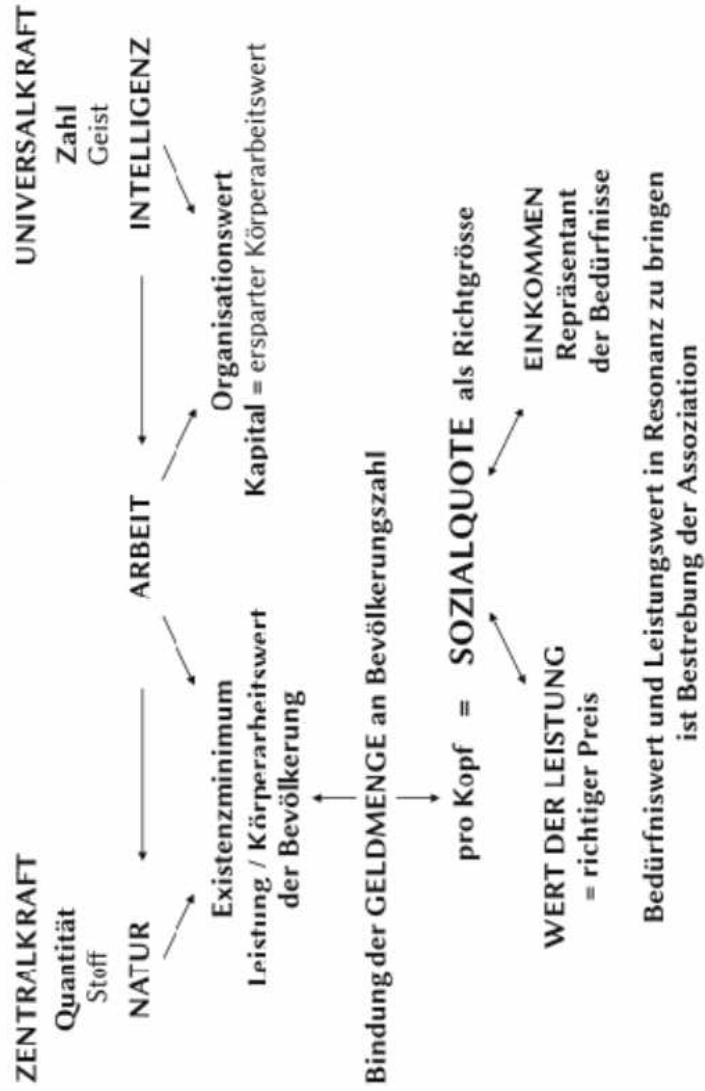 ZENTRALKRAFT
UNIVERSALKRAFT
Quantität
Zahl
Stoff
Geist
NATUR
ARBEIT
INTELLIGENZ
Existenzminimum
Organisationswert
Leistung / Körperarbeitswert
Kapital = ersparter Körperarbeitswert
der Bevölkerung
Bindung der GELDMENGE an Bevölkerungszahl
pro Kopf = SOZIALQUOTE als Richtgrösse
WERT DER LEISTUNG
EINKOMMEN
= richtiger Preis
Repräsentant
der Bedürfnisse
Bedürfniswert und Leistungswert in Resonanz zu bringen
ist Bestrebung der Assoziation